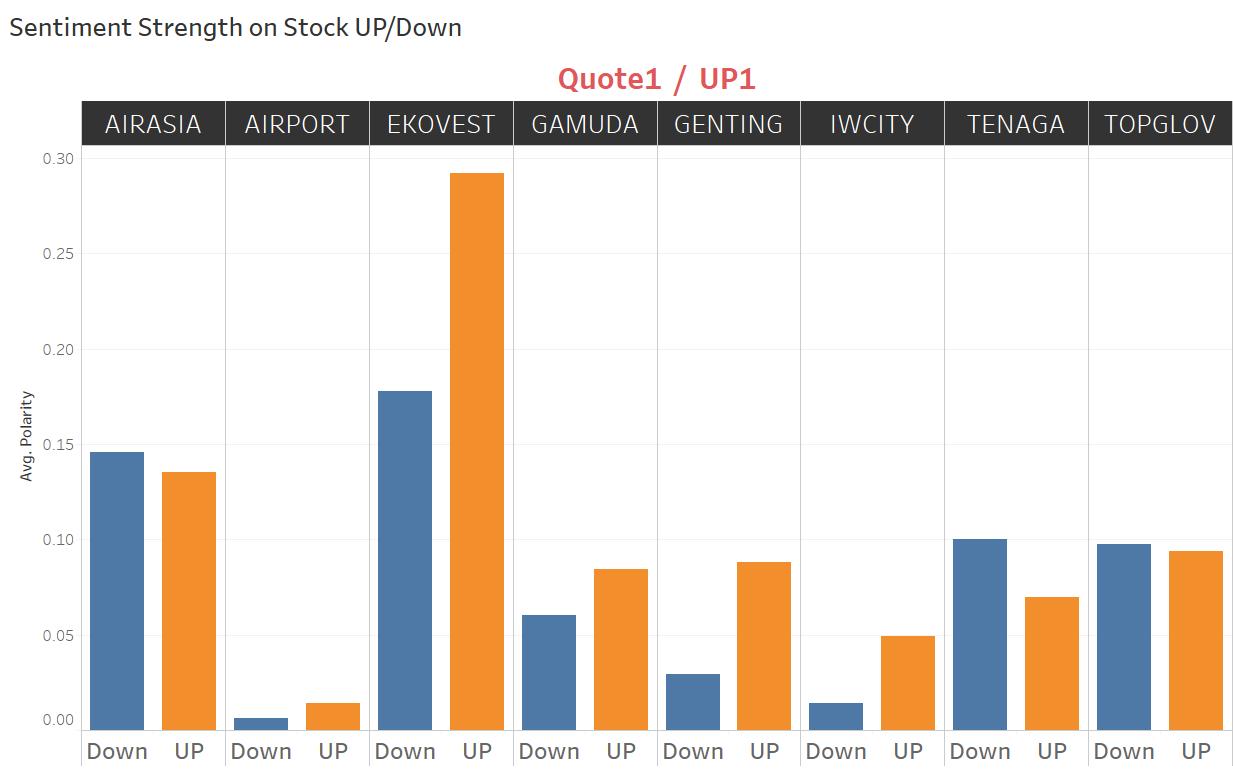 Sentiment Strength on Stock UP/Down
Quote1 / UP1
AIRASIA AIRPORT EKOVEST GAMUDA GENTING IWCITY TENAGA TOPGLOV
0.30
0.25
0.20
0.15
0.10
0.05
0.00
Avg. Polarity
Down UP Down UP Down UP Down UP Down UP Down UP Down UP Down UP